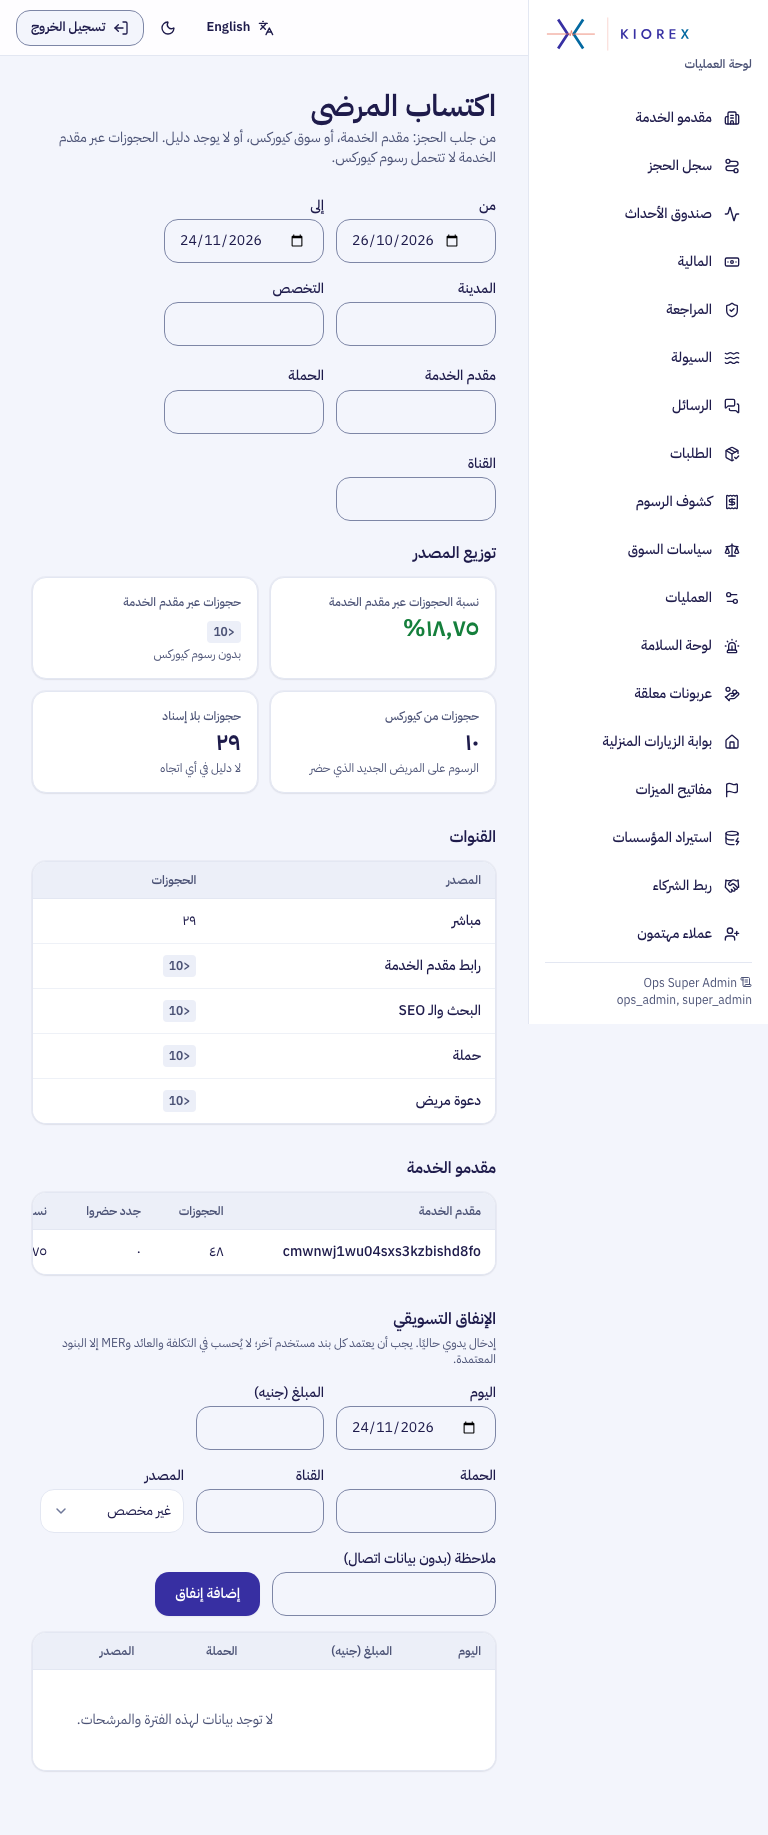 KIOREX
لوحة العمليات
مقدمو الخدمة
سجل الحجز
صندوق الأحداث
المالية
المراجعة
السيولة
الرسائل
الطلبات
كشوف الرسوم
سياسات السوق
العمليات
لوحة السلامة
عربونات معلقة
بوابة الزيارات المنزلية
مفاتيح الميزات
استيراد المؤسسات
ربط الشركاء
عملاء مهتمون
Ops Super Admin
ops_admin, super_admin
English
تسجيل الخروج
اكتساب المرضى
من جلب الحجز: مقدم الخدمة، أو سوق كيوركس، أو لا يوجد دليل. الحجوزات عبر مقدم
الخدمة لا تتحمل رسوم كيوركس.
من
إلى
26/10/2026
24/11/2026
المدينة
التخصص
مقدم الخدمة
الحملة
القناة
توزيع المصدر
نسبة الحجوزات عبر مقدم الخدمة
١٨,٧٥%
حجوزات عبر مقدم الخدمة
<10
بدون رسوم كيوركس
حجوزات من كيوركس
١٠
الرسوم على المريض الجديد الذي حضر
حجوزات بلا إسناد
٢٩
لا دليل في أي اتجاه
القنوات
المصدر
الحجوزات
مباشر
٢٩
رابط مقدم الخدمة
<10
البحث والـ SEO
<10
حملة
<10
دعوة مريض
<10
مقدمو الخدمة
مقدم الخدمة
الحجوزات
جدد حضروا
نس
cmwnwj1wu04sxs3kzbishd8fo
٤٨
٠
٧٥
الإنفاق التسويقي
إدخال يدوي حاليًا. يجب أن يعتمد كل بند مستخدم آخر؛ لا يُحسب في التكلفة والعائد وMER إلا البنود
المعتمدة.
اليوم
المبلغ (جنيه)
24/11/2026
الحملة
القناة
المصدر
غير مخصص
ملاحظة (بدون بيانات اتصال)
إضافة إنفاق
اليوم
المبلغ (جنيه)
الحملة
المصدر
لا توجد بيانات لهذه الفترة والمرشحات.